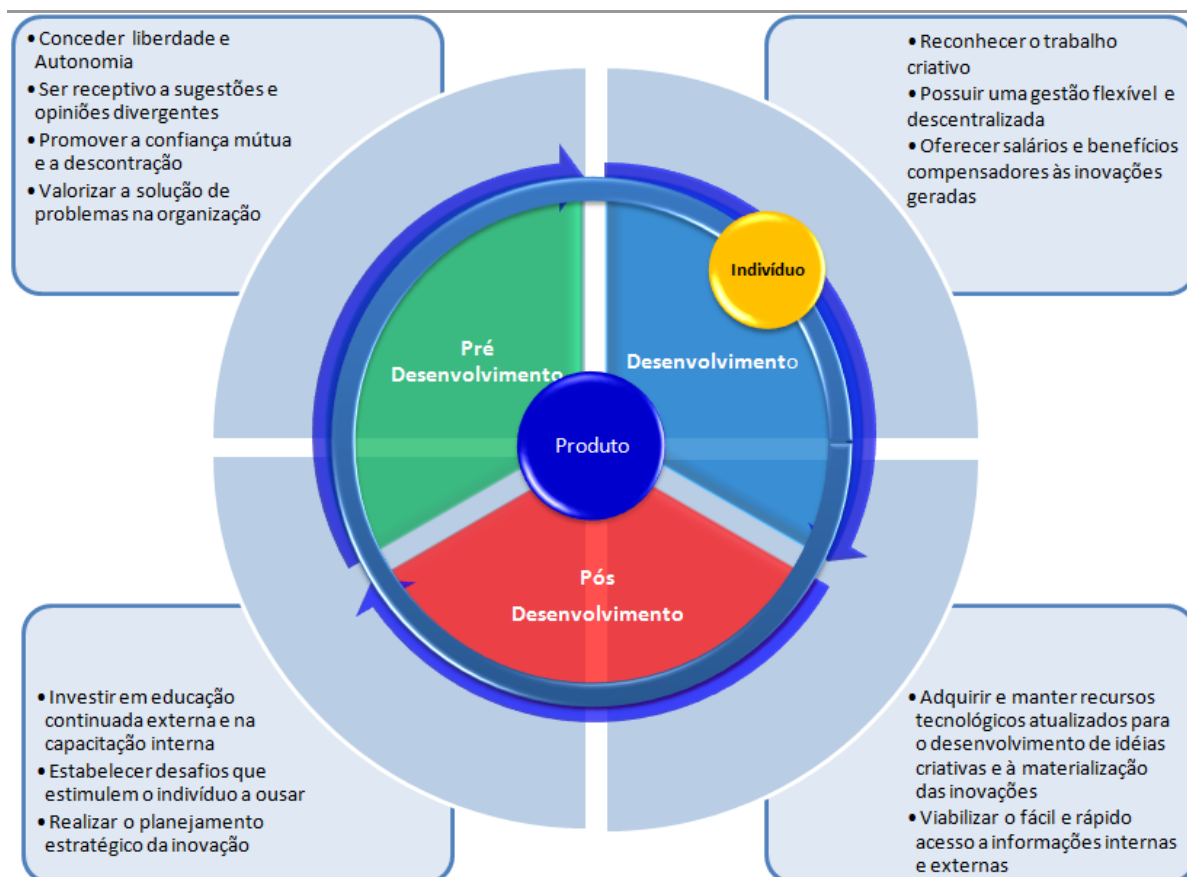 • Conceder liberdade e
Autonomia
• Ser receptivo a sugestões e
opiniões divergentes
• Promover a confiança mútua
e a descontração
• Valorizar a solução de
problemas na organização
• Reconhecer o trabalho
criativo
• Possuir uma gestão flexível e
descentralizada
• Oferecer salários e benefícios
compensadores às inovações
geradas
Indivíduo
Pré
Desenvolvimento
Desenvolvimento
Produto
Pós
Desenvolvimento
• Investir em educação
continuada externa e na
capacitação interna
• Estabelecer desafios que
estimulem o indivíduo a ousar
• Realizar o planejamento
estratégico da inovação
• Adquirir e manter recursos
tecnológicos atualizados para
o desenvolvimento de idéias
criativas e à materialização
das inovações
• Viabilizar o fácil e rápido
acesso a informações internas
e externas